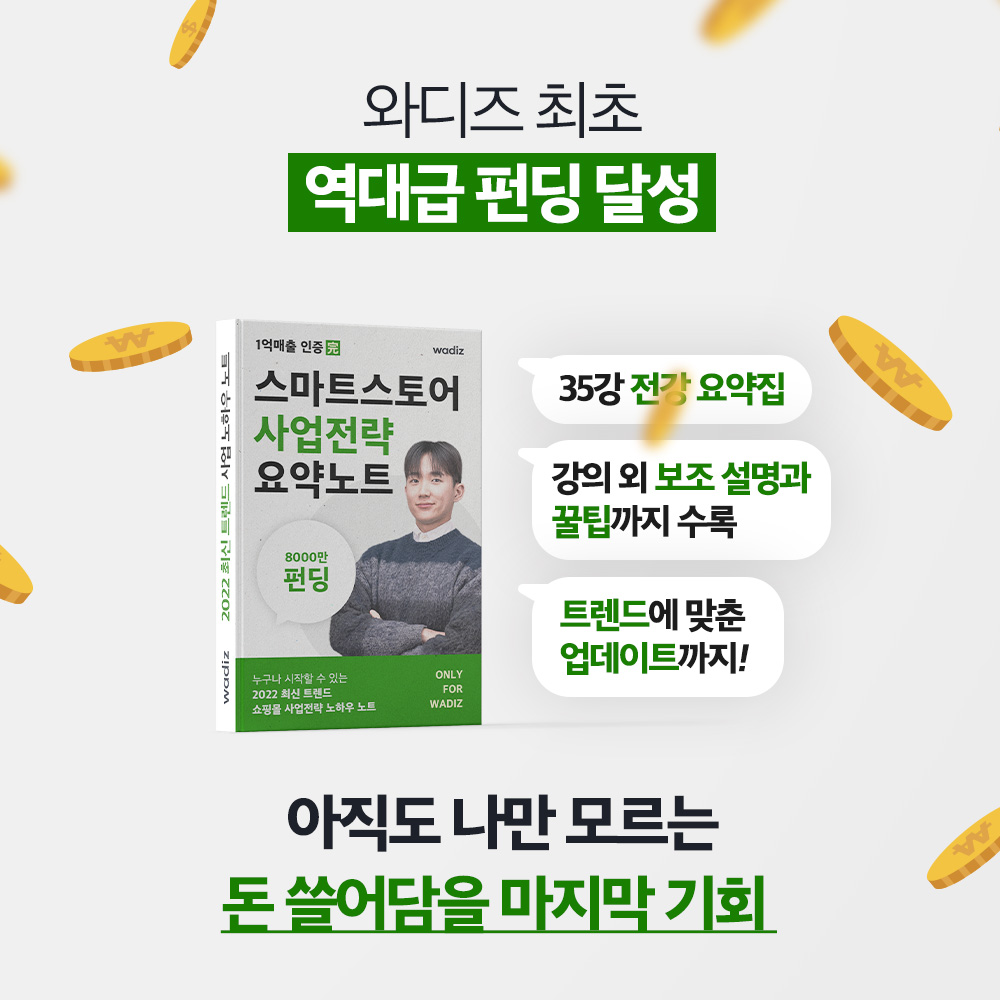 와디즈 최초
역대급 펀딩 달성
1억매출 인증 完
wadiz
스마트스토어
사업전략
요약노트
8000만
펀딩
누구나 시작할 수 있는
2022 최신 트렌드
쇼핑몰 사업전략 노하우 노트
ONLY
FOR
WADIZ
wadiz 2022 최신 트렌드 사업 노하우 노트
35강 전강 요약집
강의 외 보조 설명과
꿀팁까지 수록
트렌드에 맞춘
업데이트까지!
아직도 나만 모르는
돈 쓸어담을 마지막 기회